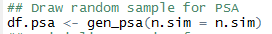 ## Draw random sample for PSA
df.psa <- gen_psa(n.sim = n.sim)